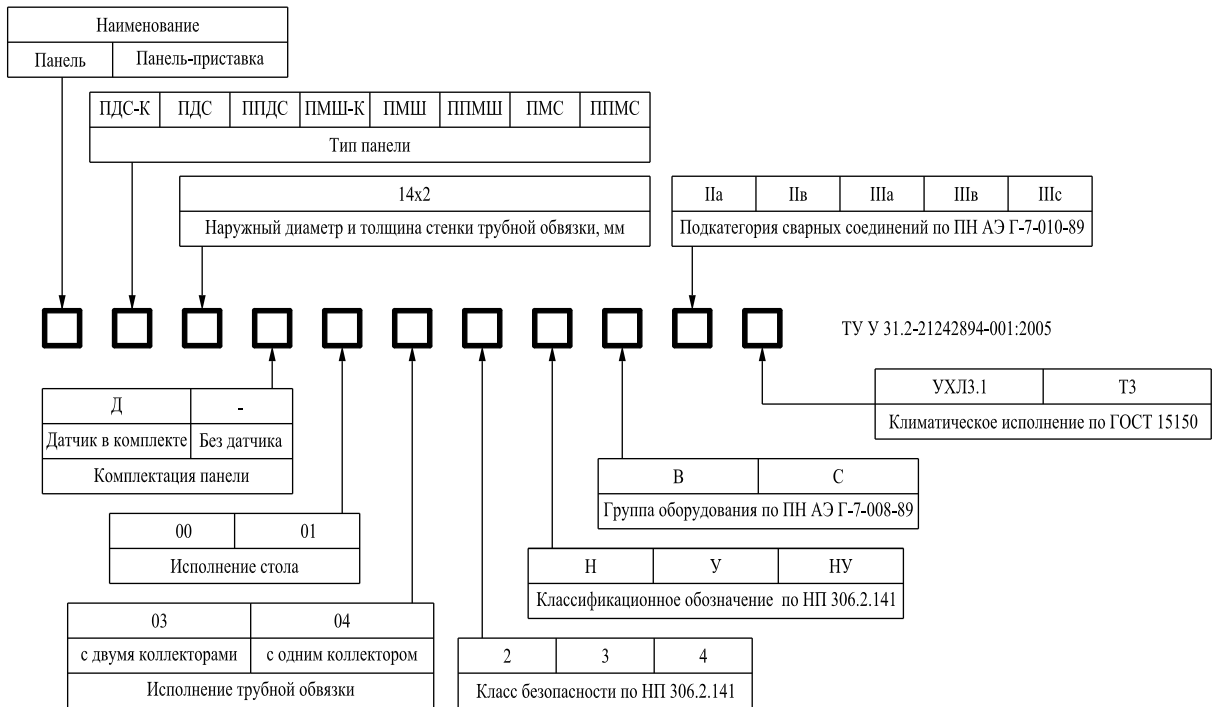 Наименование
Панель Панель-приставка
ПДС-К ПДС ППДС ПМШ-К ПМШ ППМШ ПМС ППМС
Тип панели
14х2
Наружный диаметр и толщина стенки трубной обвязки, мм
IIа IIв IIIа IIIв IIIс
Подкатегория сварных соединений по ПН АЭ Г-7-010-89
ТУ У 31.2-21242894-001:2005
УХЛ3.1 Т3
Климатическое исполнение по ГОСТ 15150
Д -
Датчик в комплекте Без датчика
Комплектация панели
В С
Группа оборудования по ПН АЭ Г-7-008-89
00 01
Исполнение стола
Н У НУ
Классификационное обозначение по НП 306.2.141
03 04
с двумя коллекторами с одним коллектором
Исполнение трубной обвязки
2 3 4
Класс безопасности по НП 306.2.141